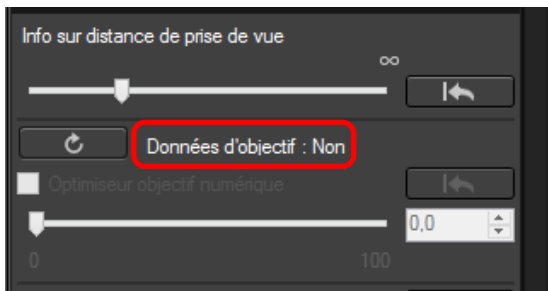 Info sur distance de prise de vue
∞
Données d'objectif : Non
Optimiseur objectif numérique
0,0
0 100